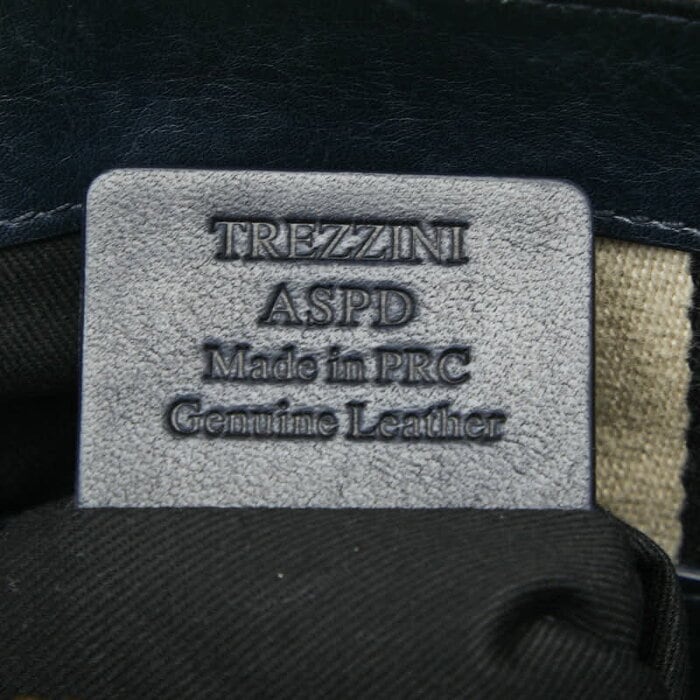 TREZZINI
ASPD
Made in PRC
Genuine Leather